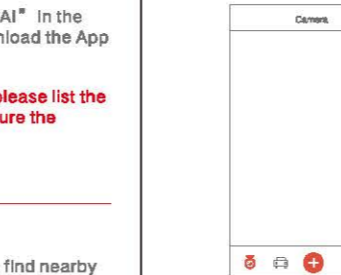 AI" in the
nload the App
please list the
ure the
find nearby
Camera